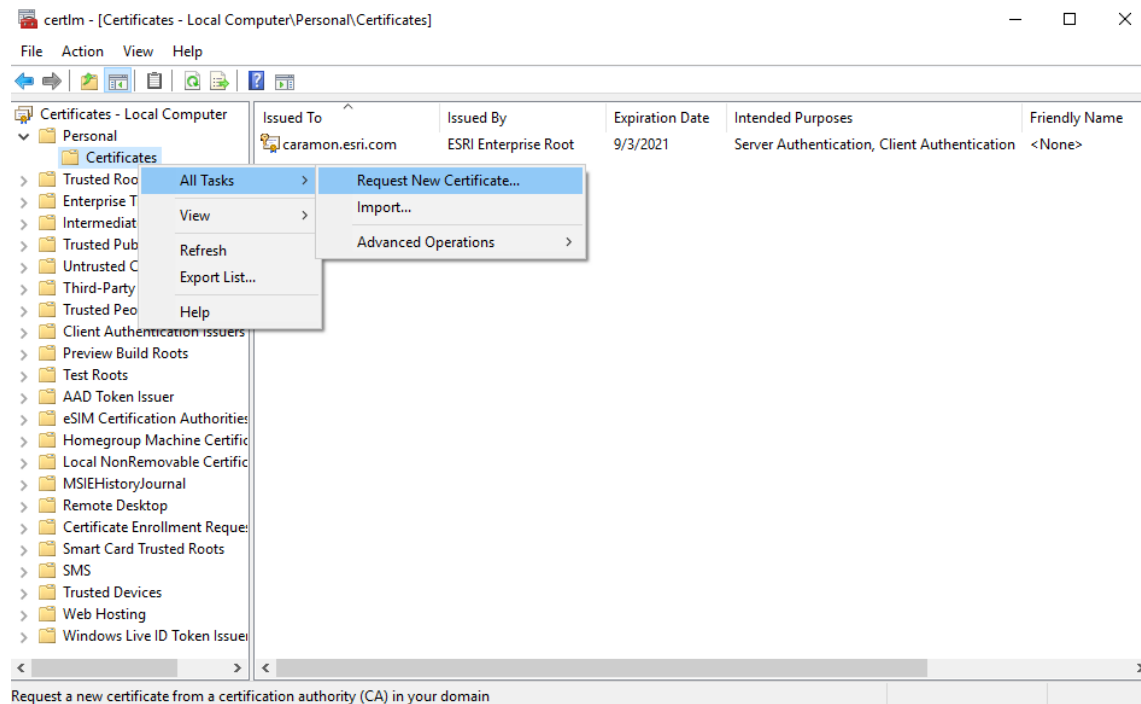 certlm - [Certificates - Local Computer\Personal\Certificates]
File Action View Help
Certificates - Local Computer
Personal
Certificates
Trusted Roo
Enterprise T
Intermediat
Trusted Pub
Untrusted C
Third-Party
Trusted Peo
Client Authentication Issuers
Preview Build Roots
Test Roots
AAD Token Issuer
eSIM Certification Authorities
Homegroup Machine Certific
Local NonRemovable Certific
MSIEHistoryJournal
Remote Desktop
Certificate Enrollment Reques
Smart Card Trusted Roots
SMS
Trusted Devices
Web Hosting
Windows Live ID Token Issuer
Issued To Issued By Expiration Date Intended Purposes Friendly Name
caramon.esri.com ESRI Enterprise Root 9/3/2021 Server Authentication, Client Authentication <None>
All Tasks
View
Refresh
Export List...
Help
Request New Certificate...
Import...
Advanced Operations
Request a new certificate from a certification authority (CA) in your domain